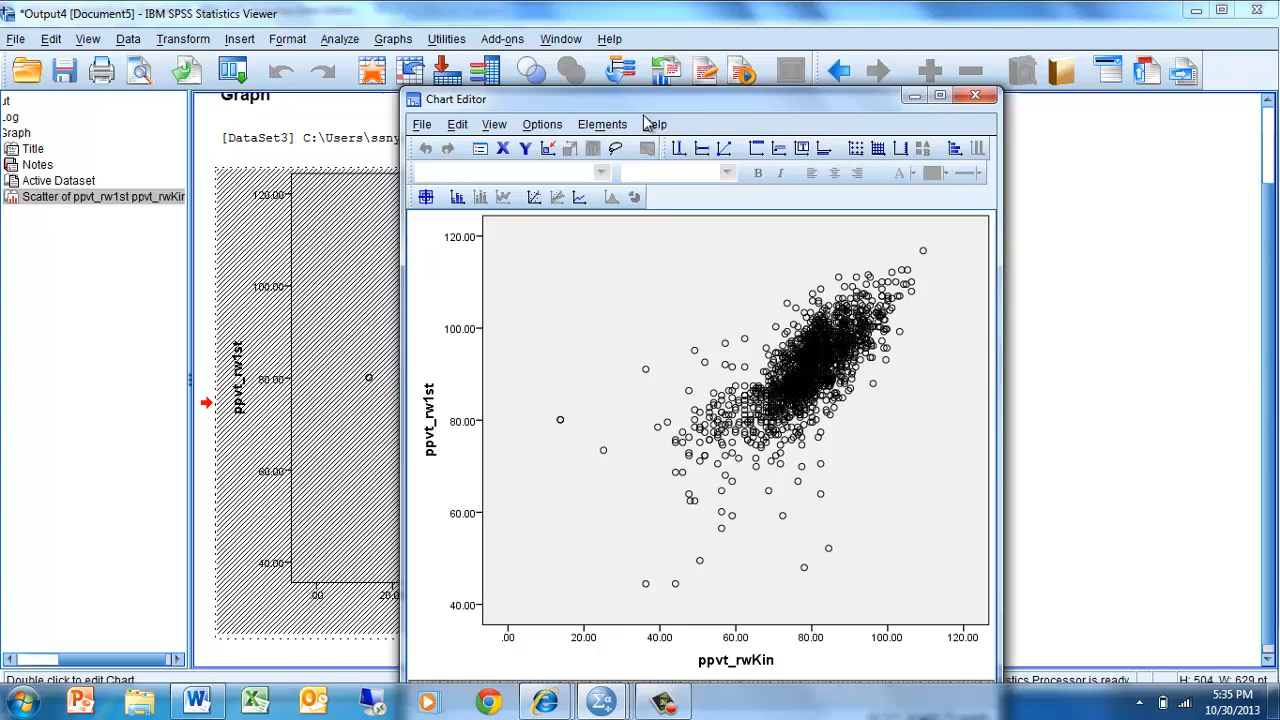 *Output4 [Document5] - IBM SPSS Statistics Viewer
File Edit View Data Transform Insert Format Analyze Graphs Utilities Add-ons Window Help
ut
Log
Graph
Title
Notes
Active Dataset
Scatter of ppvt_rw1st ppvt_rwKin
Graph
[DataSet3] C:\Users\ssny
120.00
100.00
80.00
60.00
40.00
ppvt_rw1st
.00 20.0
Chart Editor
File Edit View Options Elements Help
X Y
B I A
120.00
100.00
80.00
60.00
40.00
ppvt_rw1st
.00 20.00 40.00 60.00 80.00 100.00 120.00
ppvt_rwKin
Double click to edit Chart
tistics Processor is ready
H: 504, W: 629 pt
5:35 PM
10/30/2013